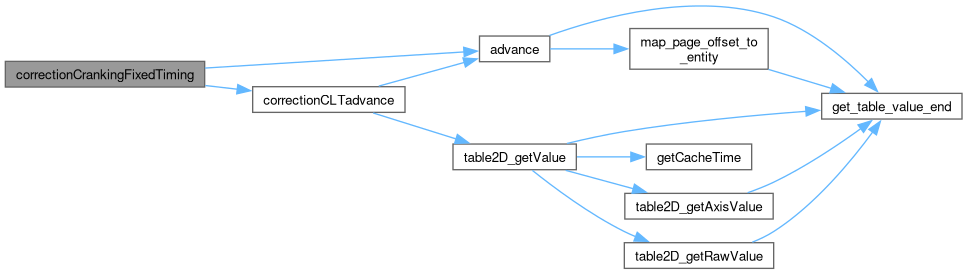 correctionCrankingFixedTiming
correctionCLTadvance
advance
map_page_offset_to
_entity
get_table_value_end
table2D_getValue
getCacheTime
table2D_getAxisValue
table2D_getRawValue